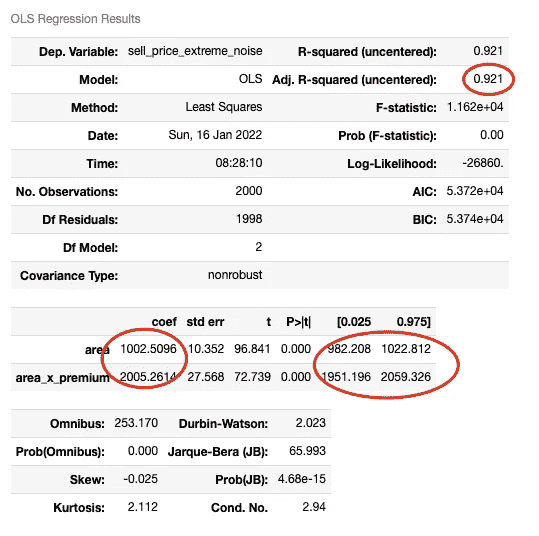 OLS Regression Results
Dep. Variable: sell_price_extreme_noise R-squared (uncentered): 0.921
Model: OLS Adj. R-squared (uncentered): 0.921
Method: Least Squares F-statistic: 1.162e+04
Date: Sun, 16 Jan 2022 Prob (F-statistic): 0.00
Time: 08:28:10 Log-Likelihood: -26860.
No. Observations: 2000 AIC: 5.372e+04
Df Residuals: 1998 BIC: 5.374e+04
Df Model: 2
Covariance Type: nonrobust
coef std err t P>|t| [0.025 0.975]
area 1002.5096 10.352 96.841 0.000 982.208 1022.812
area_x_premium 2005.2614 27.568 72.739 0.000 1951.196 2059.326
Omnibus: 253.170 Durbin-Watson: 2.023
Prob(Omnibus): 0.000 Jarque-Bera (JB): 65.993
Skew: -0.025 Prob(JB): 4.68e-15
Kurtosis: 2.112 Cond. No. 2.94